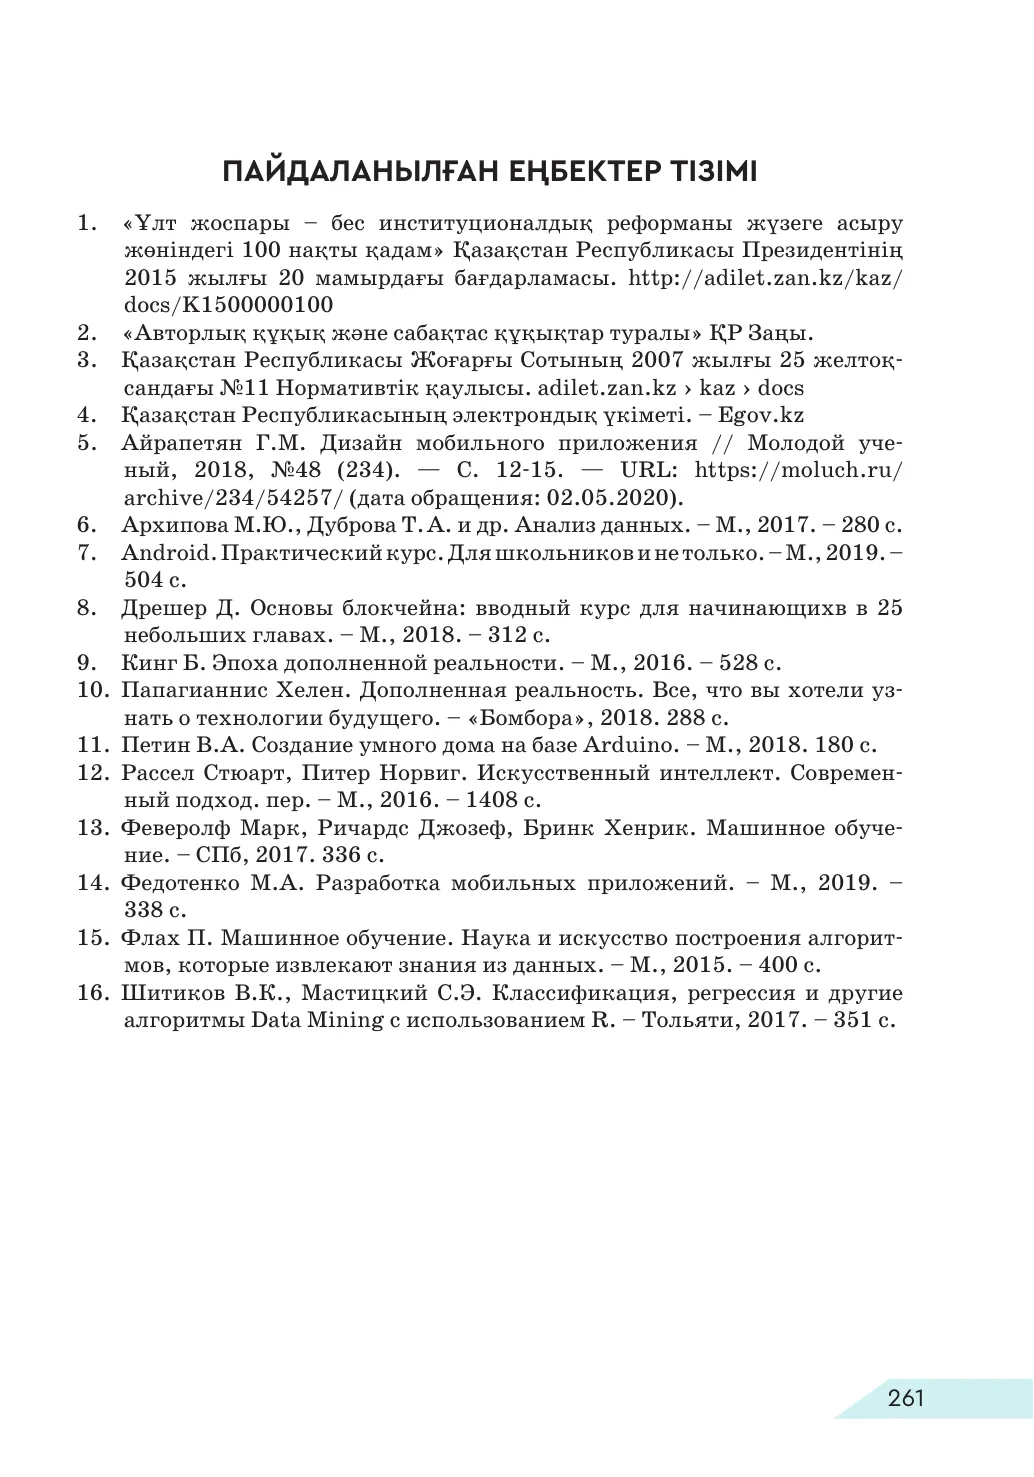 ПАЙДАЛАНЫЛҒАН ЕҢБЕКТЕР ТІЗІМІ
1. «Ұлт жоспары – бес институционалдық реформаны жүзеге асыру
жөніндегі 100 нақты қадам» Қазақстан Республикасы Президентінің
2015 жылғы 20 мамырдағы бағдарламасы. http://adilet.zan.kz/kaz/
docs/K1500000100
2. «Авторлық құқық және сабақтас құқықтар туралы» ҚР Заңы.
3. Қазақстан Республикасы Жоғарғы Сотының 2007 жылғы 25 желтоқ-
сандағы №11 Нормативтік қаулысы. adilet.zan.kz › kaz › docs
4. Қазақстан Республикасының электрондық үкіметі. – Egov.kz
5. Айрапетян Г.М. Дизайн мобильного приложения // Молодой уче-
ный, 2018, №48 (234). — С. 12-15. — URL: https://moluch.ru/
archive/234/54257/ (дата обращения: 02.05.2020).
6. Архипова М.Ю., Дуброва Т.А. и др. Анализ данных. – М., 2017. – 280 с.
7. Android. Практический курс. Для школьников и не только. – М., 2019. –
504 с.
8. Дрешер Д. Основы блокчейна: вводный курс для начинающихв в 25
небольших главах. – М., 2018. – 312 с.
9. Кинг Б. Эпоха дополненной реальности. – М., 2016. – 528 с.
10. Папагианнис Хелен. Дополненная реальность. Все, что вы хотели уз-
нать о технологии будущего. – «Бомбора», 2018. 288 с.
11. Петин В.А. Создание умного дома на базе Arduino. – М., 2018. 180 с.
12. Рассел Стюарт, Питер Норвиг. Искусственный интеллект. Современ-
ный подход. пер. – М., 2016. – 1408 с.
13. Феверолф Марк, Ричардс Джозеф, Бринк Хенрик. Машинное обуче-
ние. – СПб, 2017. 336 с.
14. Федотенко М.А. Разработка мобильных приложений. – М., 2019. –
338 с.
15. Флах П. Машинное обучение. Наука и искусство построения алгорит-
мов, которые извлекают знания из данных. – М., 2015. – 400 с.
16. Шитиков В.К., Мастицкий С.Э. Классификация, регрессия и другие
алгоритмы Data Mining с использованием R. – Тольяти, 2017. – 351 с.
261